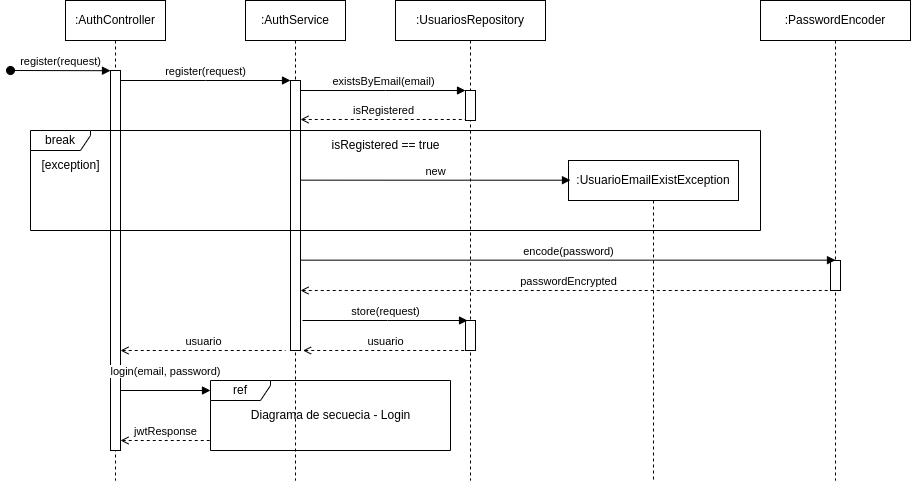 :AuthController
:AuthService
:UsuariosRepository
:PasswordEncoder
register(request)
register(request)
existsByEmail(email)
isRegistered
break
isRegistered == true
[exception]
new
:UsuarioEmailExistException
encode(password)
passwordEncrypted
store(request)
usuario
usuario
login(email, password)
ref
Diagrama de secuecia - Login
jwtResponse